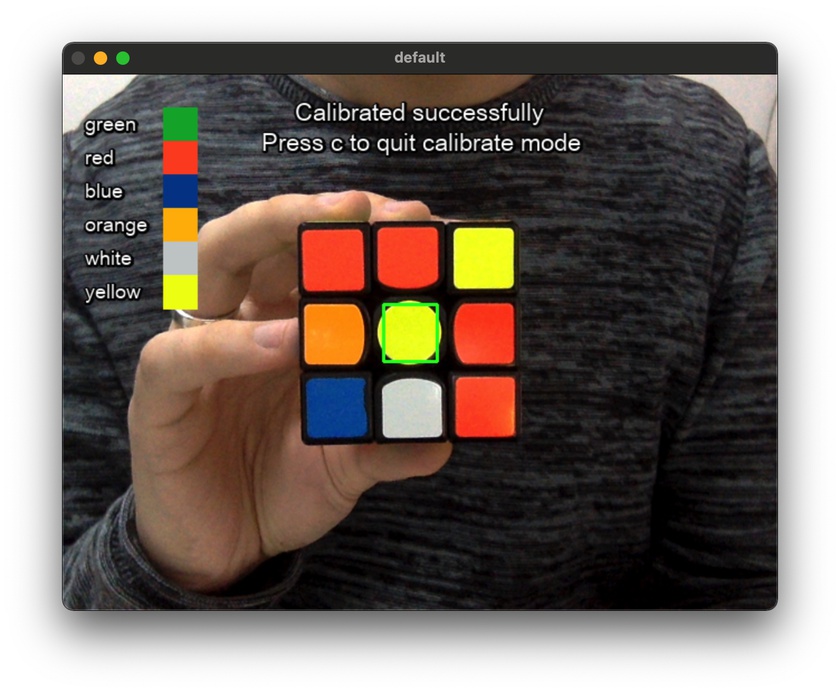 default
Calibrated successfully
Press c to quit calibrate mode
green
red
blue
orange
white
yellow